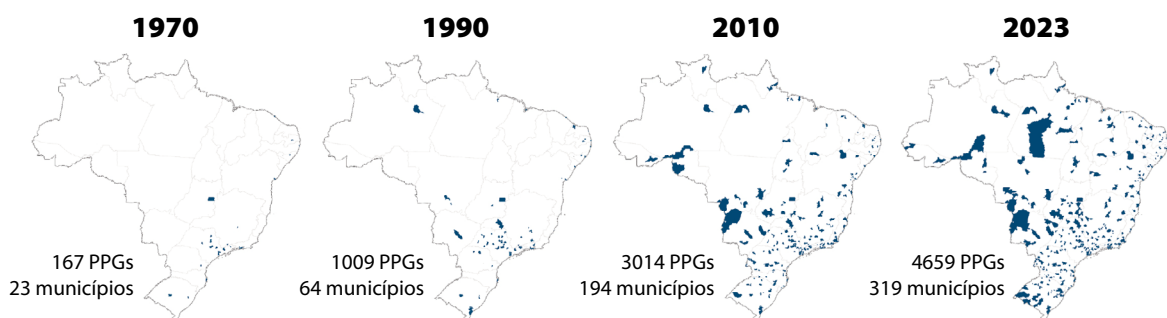 1970
167 PPGs
23 municípios
1990
1009 PPGs
64 municípios
2010
3014 PPGs
194 municípios
2023
4659 PPGs
319 municípios